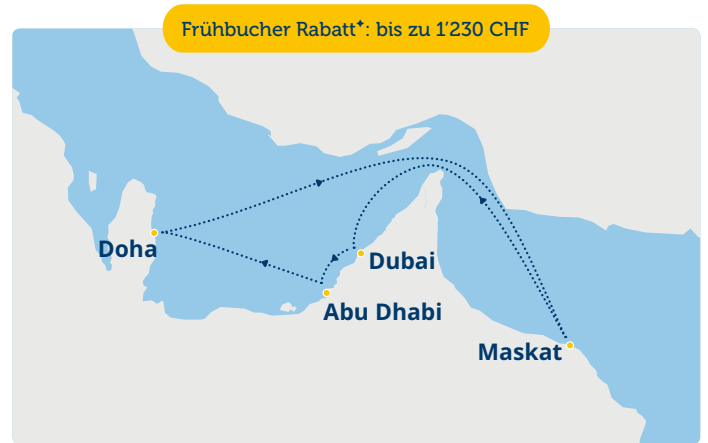 Frühbucher Rabatt✦: bis zu 1'230 CHF
Doha
Dubai
Abu Dhabi
Maskat